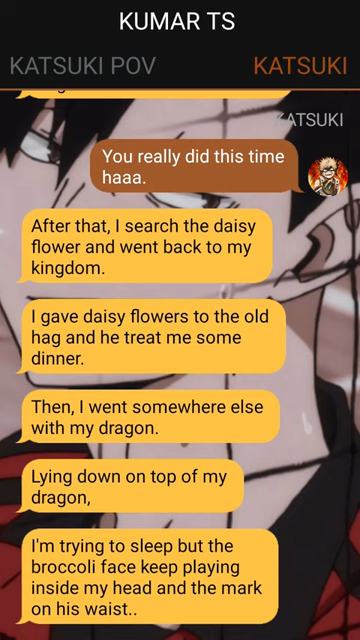 KUMAR TS
KATSUKI POV
KATSUKI
KATSUKI
You really did this time
haaa.
After that, I search the daisy
flower and went back to my
kingdom.
I gave daisy flowers to the old
hag and he treat me some
dinner.
Then, I went somewhere else
with my dragon.
Lying down on top of my
dragon,
I'm trying to sleep but the
broccoli face keep playing
inside my head and the mark
on his waist..